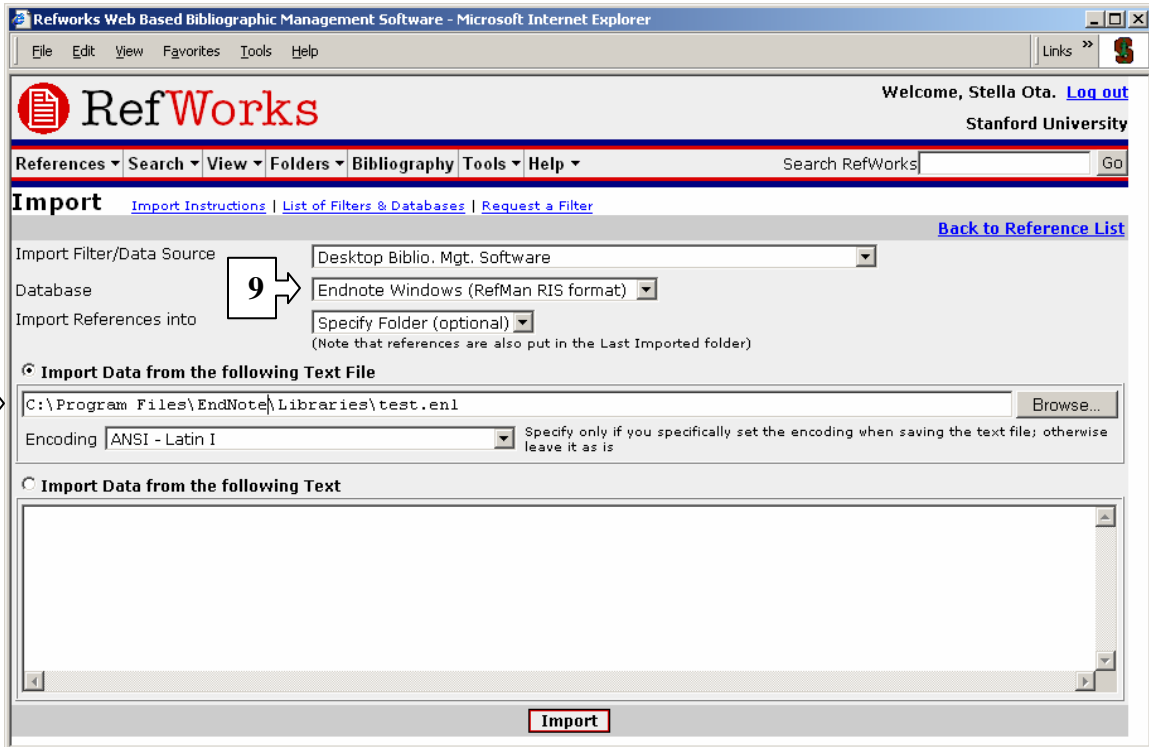 Refworks Web Based Bibliographic Management Software - Microsoft Internet Explorer
File Edit View Favorites Tools Help Links »
RefWorks
Welcome, Stella Ota. Log out
Stanford University
References Search View Folders Bibliography Tools Help Search RefWorks Go
Import Import Instructions | List of Filters & Databases | Request a Filter
Back to Reference List
Import Filter/Data Source Desktop Biblio. Mgt. Software
Database 9 Endnote Windows (RefMan RIS format)
Import References into Specify Folder (optional)
(Note that references are also put in the Last Imported folder)
Import Data from the following Text File
C:\Program Files\EndNote\Libraries\test.enl Browse...
Encoding ANSI - Latin I Specify only if you specifically set the encoding when saving the text file; otherwise
leave it as is
Import Data from the following Text
Import